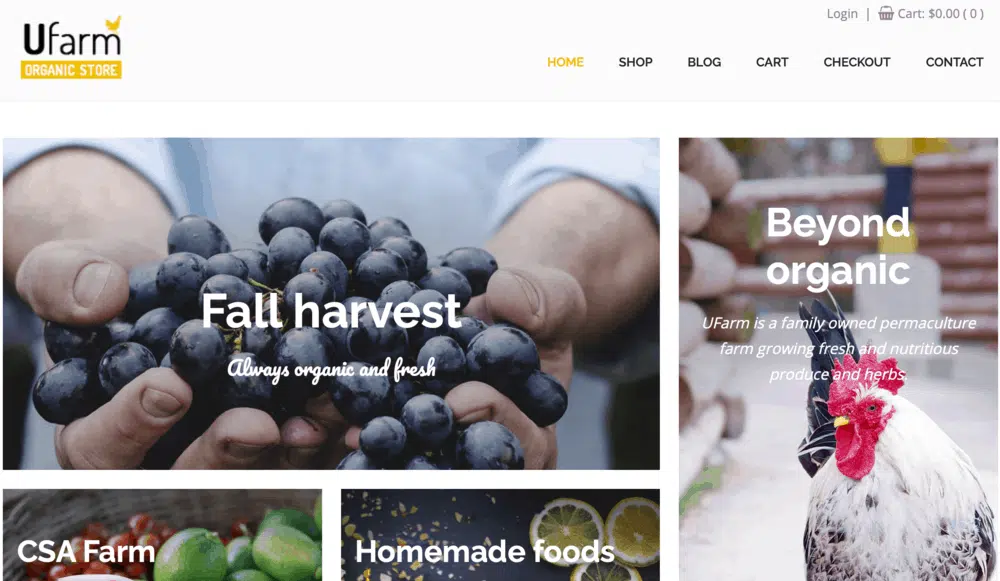 Login | Cart: $0.00 ( 0 )
Ufarm
ORGANIC STORE
HOME SHOP BLOG CART CHECKOUT CONTACT
Fall harvest
Always organic and fresh
Beyond
organic
UFarm is a family owned permaculture
farm growing fresh and nutritious
produce and herbs.
CSA Farm
Homemade foods